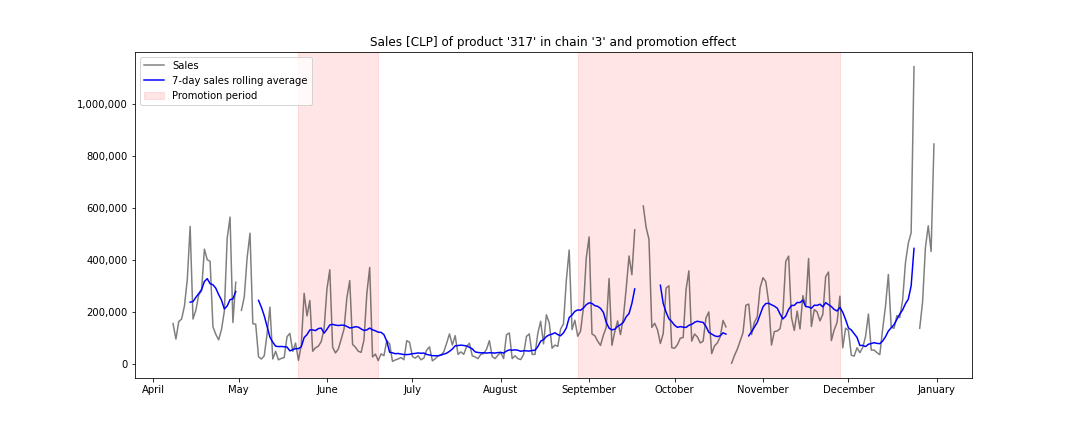 Sales [CLP] of product '317' in chain '3' and promotion effect
Sales
7-day sales rolling average
Promotion period
1,000,000
800,000
600,000
400,000
200,000
0
April May June July August September October November December January